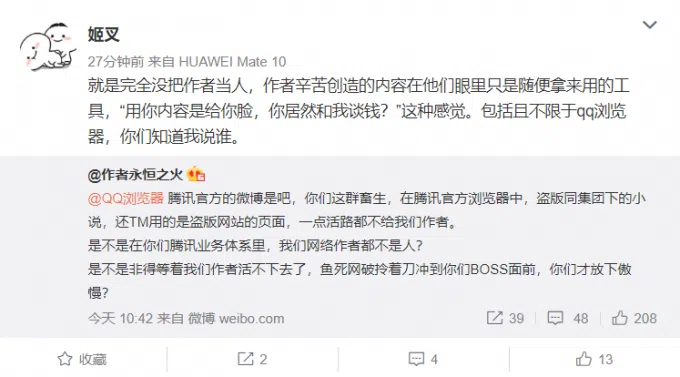 姬叉
27分钟前 来自 HUAWEI Mate 10
就是完全没把作者当人，作者辛苦创造的内容在他们眼里只是随便拿来用的工
具，“用你内容是给你脸，你居然和我谈钱？”这种感觉。包括且不限于qq浏览
器，你们知道我说谁。
@作者永恒之火
@QQ浏览器 腾讯官方的微博是吧，你们这群畜生，在腾讯官方浏览器中，盗版同集团下的小
说，还TM用的是盗版网站的页面，一点活路都不给我们作者。
是不是在你们腾讯业务体系里，我们网络作者都不是人？
是不是非得等着我们作者活不下去了，鱼死网破拎着刀冲到你们BOSS面前，你们才放下傲
慢？
今天 10:42 来自 微博 weibo.com 39 48 208
收藏 2 4 13